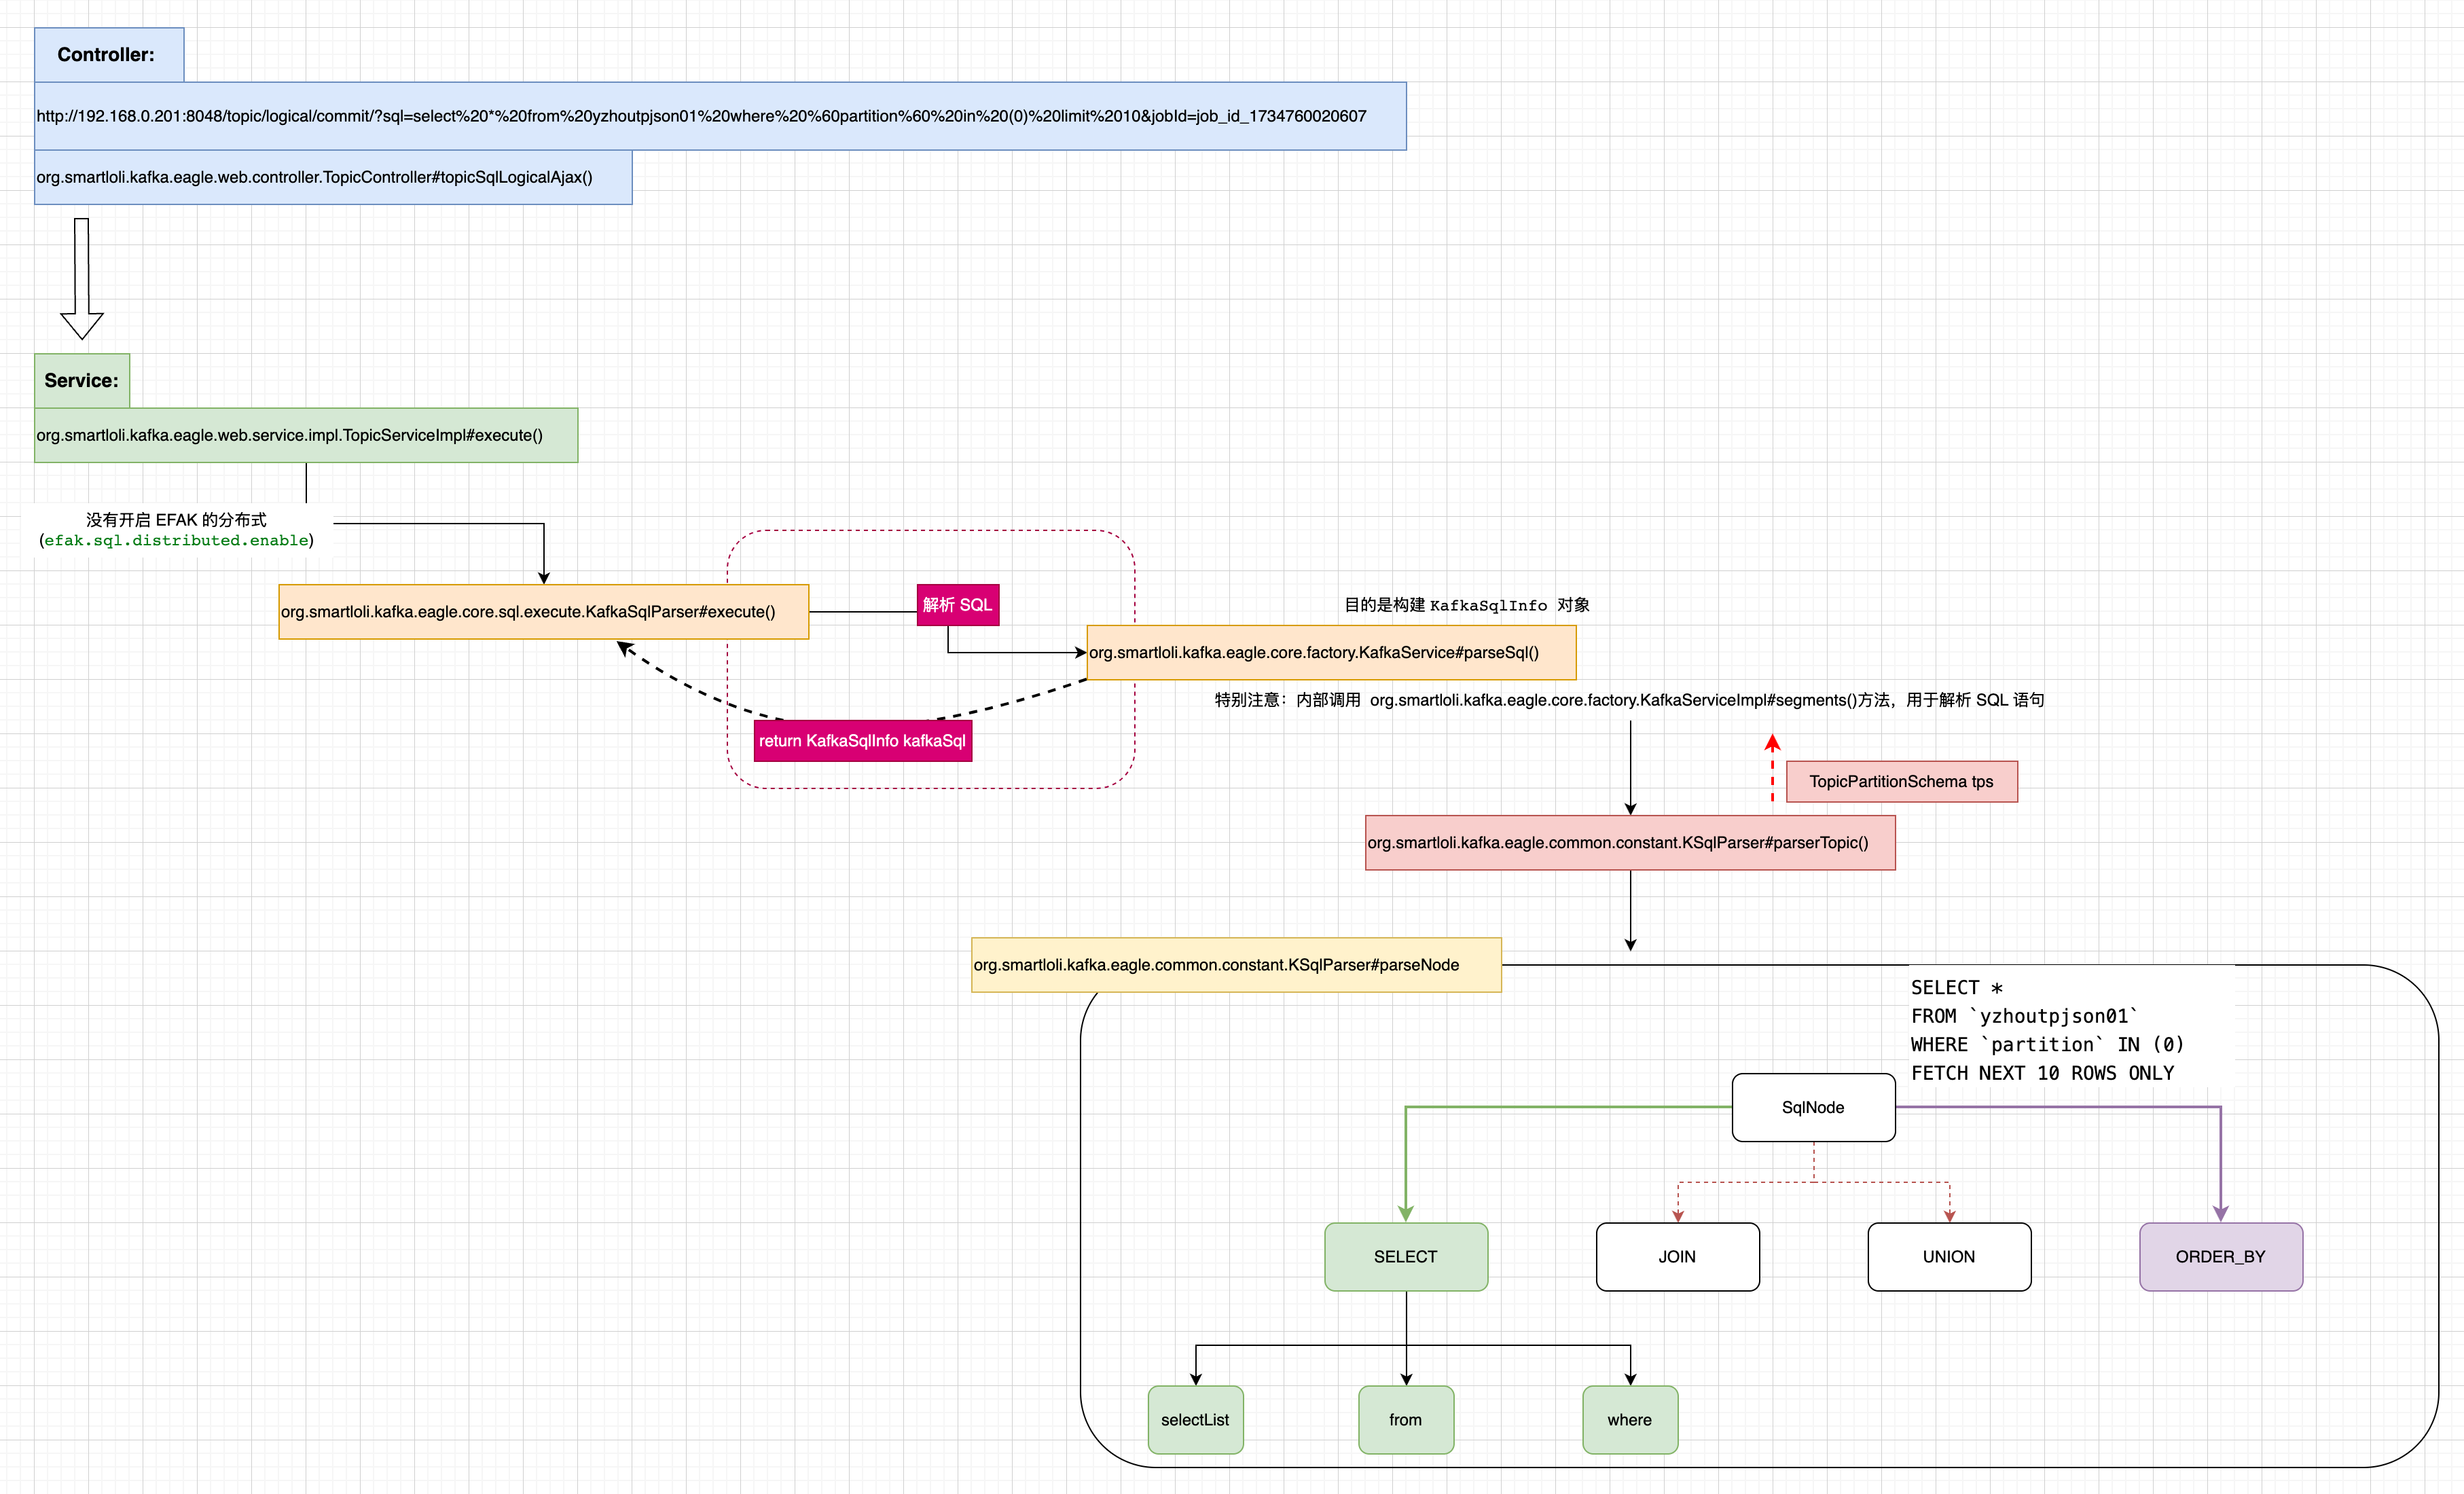 Controller:
http://192.168.0.201:8048/topic/logical/commit/?sql=select%20*%20from%20yzhoutpjson01%20where%20%60partition%60%20in%20(0)%20limit%2010&jobId=job_id_1734760020607
org.smartloli.kafka.eagle.web.controller.TopicController#topicSqlLogicalAjax()
Service:
org.smartloli.kafka.eagle.web.service.impl.TopicServiceImpl#execute()
没有开启 EFAK 的分布式
(efak.sql.distributed.enable)
org.smartloli.kafka.eagle.core.sql.execute.KafkaSqlParser#execute()
解析 SQL
目的是构建 KafkaSqlInfo 对象
org.smartloli.kafka.eagle.core.factory.KafkaService#parseSql()
特别注意：内部调用 org.smartloli.kafka.eagle.core.factory.KafkaServiceImpl#segments()方法，用于解析 SQL 语句
return KafkaSqlInfo kafkaSql
TopicPartitionSchema tps
org.smartloli.kafka.eagle.common.constant.KSqlParser#parserTopic()
org.smartloli.kafka.eagle.common.constant.KSqlParser#parseNode
SELECT *
FROM `yzhoutpjson01`
WHERE `partition` IN (0)
FETCH NEXT 10 ROWS ONLY
SqlNode
SELECT
JOIN
UNION
ORDER_BY
selectList
from
where